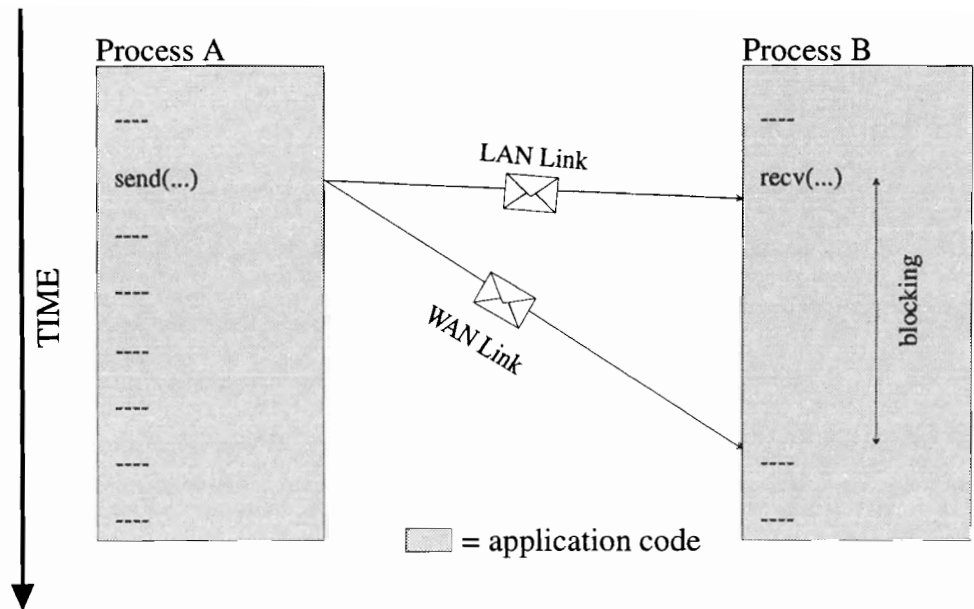 Process A
Process B
----
----
LAN Link
send(...)
recv(...)
----
----
WAN Link
blocking
TIME
----
----
----
----
----
----
= application code